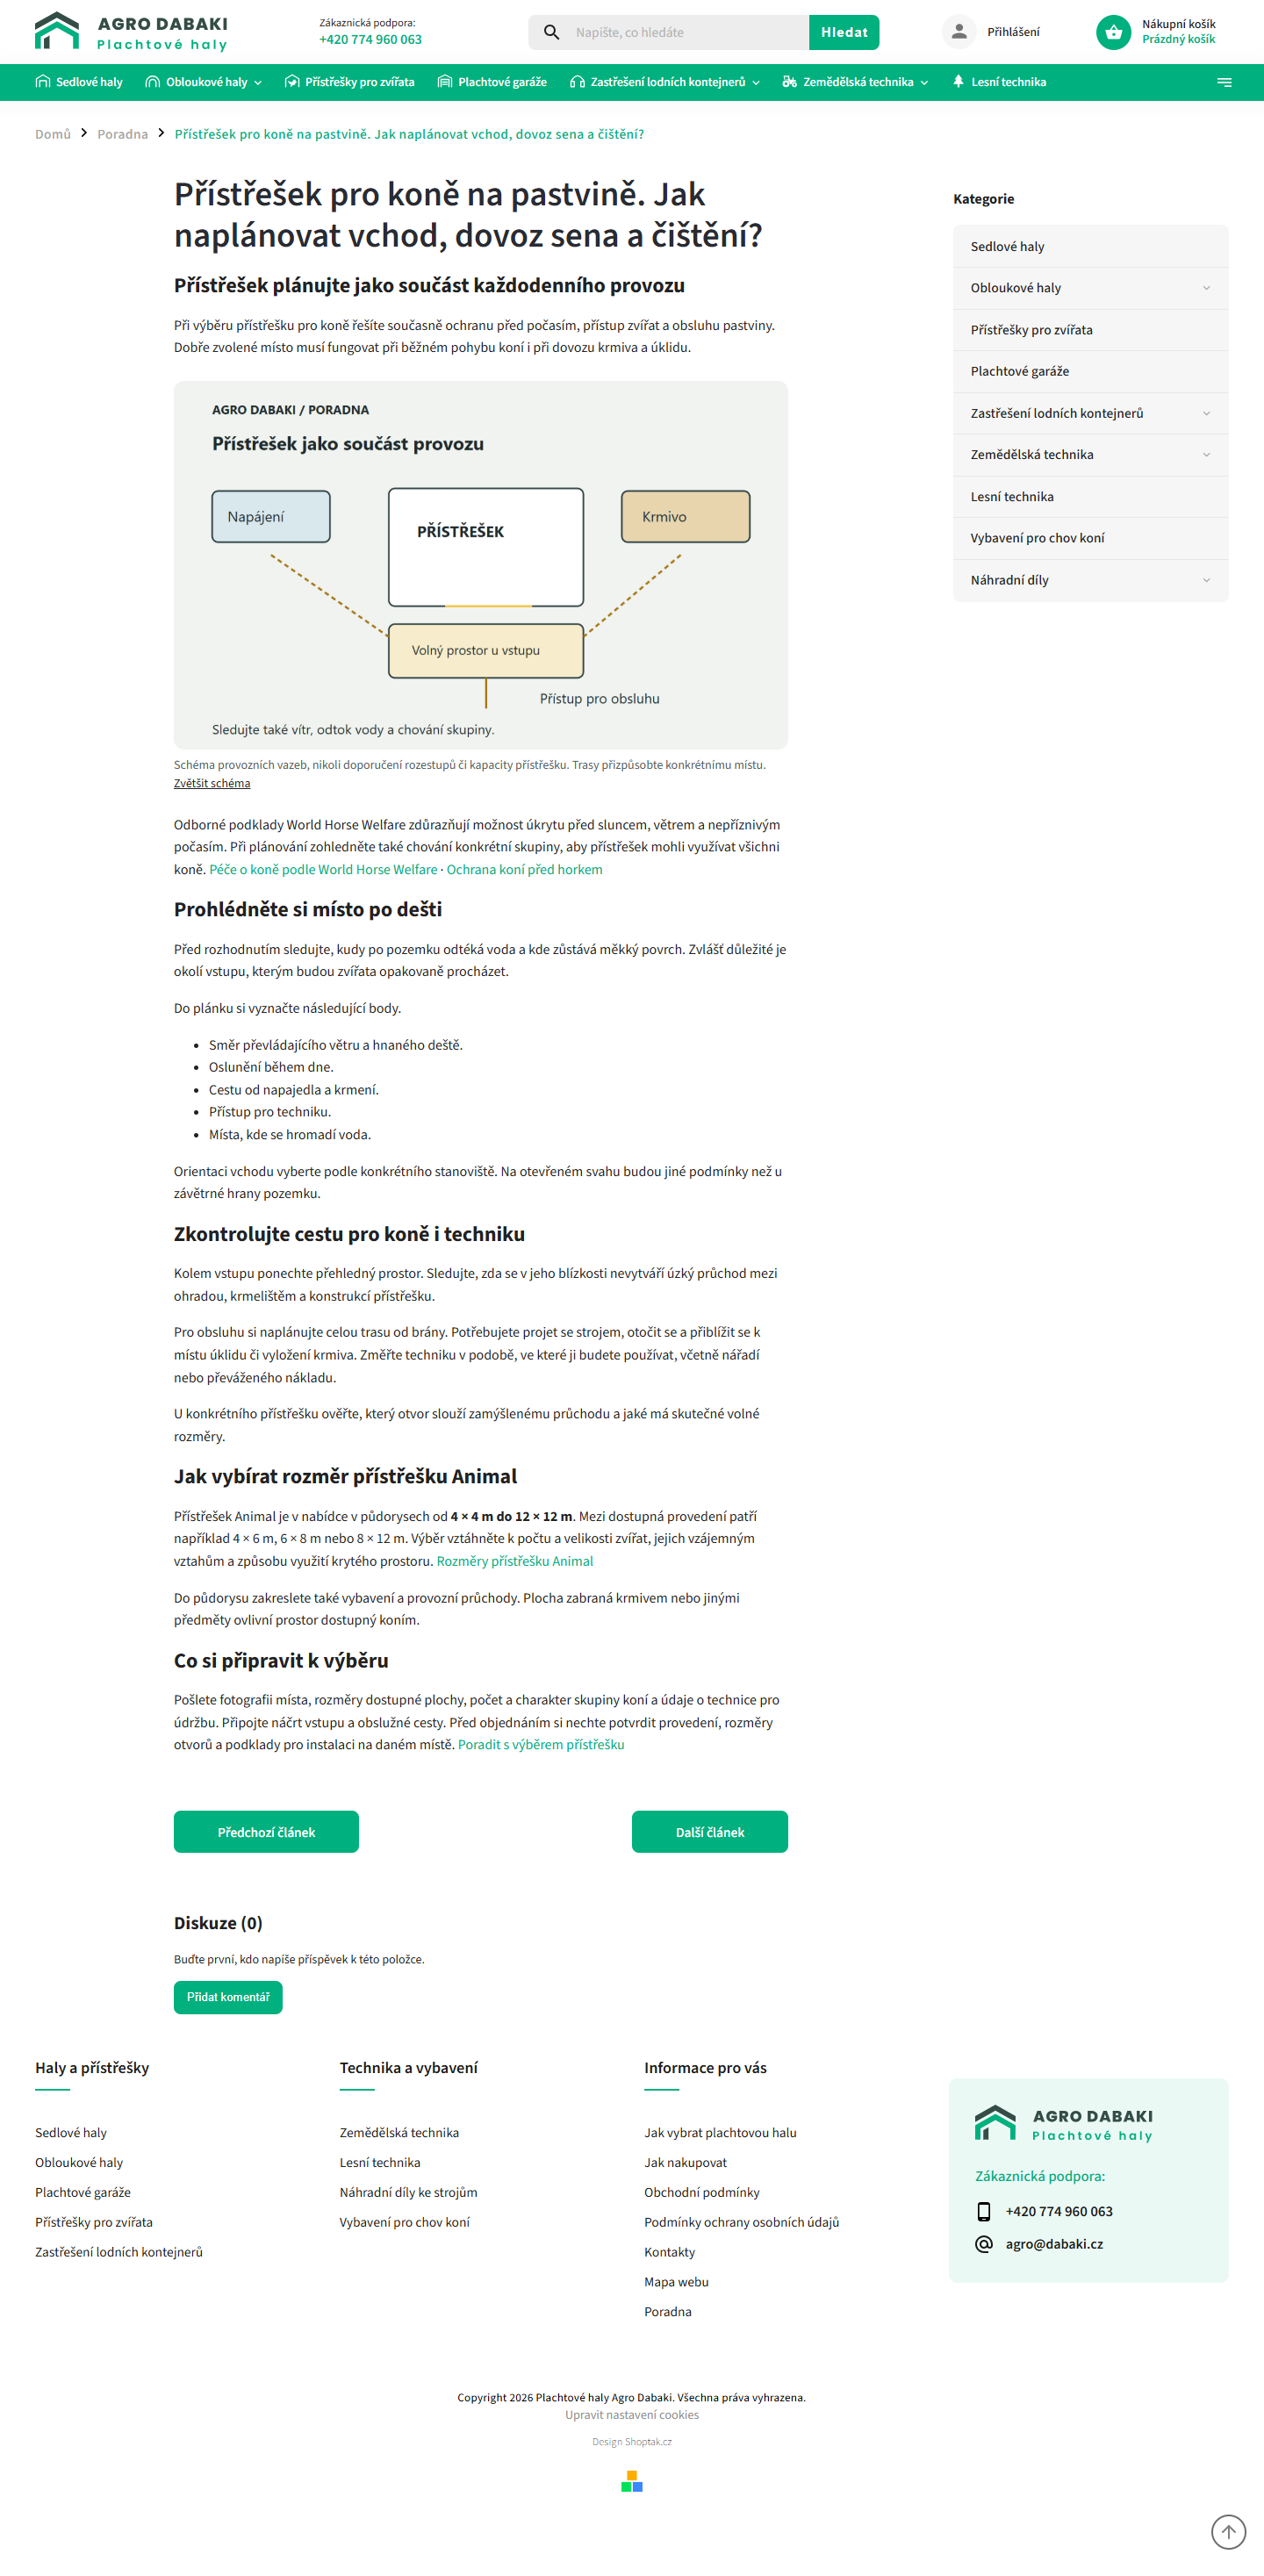 AGRO DABAKI
Plachtové haly
Zákaznická podpora:
+420 774 960 063
Napište, co hledáte
Hledat
Přihlášení
Nákupní košík
Prázdný košík
Sedlové haly
Obloukové haly
Přístřešky pro zvířata
Plachtové garáže
Zastřešení lodních kontejnerů
Zemědělská technika
Lesní technika
Domů
Poradna
Přístřešek pro koně na pastvině. Jak naplánovat vchod, dovoz sena a čištění?
Přístřešek pro koně na pastvině. Jak
naplánovat vchod, dovoz sena a čištění?
Přístřešek plánujte jako součást každodenního provozu
Při výběru přístřešku pro koně řešíte současně ochranu před počasím, přístup zvířat a obsluhu pastviny.
Dobře zvolené místo musí fungovat při běžném pohybu koní i při dovozu krmiva a úklidu.
AGRO DABAKI / PORADNA
Přístřešek jako součást provozu
Napájení
PŘÍSTŘEŠEK
Krmivo
Volný prostor u vstupu
Přístup pro obsluhu
Sledujte také vítr, odtok vody a chování skupiny.
Schéma provozních vazeb, nikoli doporučení rozestupů či kapacity přístřešku. Trasy přizpůsobte konkrétnímu místu.
Zvětšit schéma
Odborné podklady World Horse Welfare zdůrazňují možnost úkrytu před sluncem, větrem a nepříznivým
počasím. Při plánování zohledněte také chování konkrétní skupiny, aby přístřešek mohli využívat všichni
koně. Péče o koně podle World Horse Welfare · Ochrana koní před horkem
Prohlédněte si místo po dešti
Před rozhodnutím sledujte, kudy po pozemku odtéká voda a kde zůstává měkký povrch. Zvlášť důležité je
okolí vstupu, kterým budou zvířata opakovaně procházet.
Do plánku si vyznačte následující body.
• Směr převládajícího větru a hnaného deště.
• Oslunění během dne.
• Cestu od napajedla a krmení.
• Přístup pro techniku.
• Místa, kde se hromadí voda.
Orientaci vchodu vyberte podle konkrétního stanoviště. Na otevřeném svahu budou jiné podmínky než u
závětrné hrany pozemku.
Zkontrolujte cestu pro koně i techniku
Kolem vstupu ponechte přehledný prostor. Sledujte, zda se v jeho blízkosti nevytváří úzký průchod mezi
ohradou, krmelištěm a konstrukcí přístřešku.
Pro obsluhu si naplánujte celou trasu od brány. Potřebujete projet se strojem, otočit se a přiblížit se k
místu úklidu či vyložení krmiva. Změřte techniku v podobě, ve které ji budete používat, včetně nářadí
nebo převáženého nákladu.
U konkrétního přístřešku ověřte, který otvor slouží zamýšlenému průchodu a jaké má skutečné volné
rozměry.
Jak vybírat rozměr přístřešku Animal
Přístřešek Animal je v nabídce v půdorysech od 4 × 4 m do 12 × 12 m. Mezi dostupná provedení patří
například 4 × 6 m, 6 × 8 m nebo 8 × 12 m. Výběr vztáhněte k počtu a velikosti zvířat, jejich vzájemným
vztahům a způsobu využití krytého prostoru. Rozměry přístřešku Animal
Do půdorysu zakreslete také vybavení a provozní průchody. Plocha zabraná krmivem nebo jinými
předměty ovlivní prostor dostupný koním.
Co si připravit k výběru
Pošlete fotografii místa, rozměry dostupné plochy, počet a charakter skupiny koní a údaje o technice pro
údržbu. Připojte náčrt vstupu a obslužné cesty. Před objednáním si nechte potvrdit provedení, rozměry
otvorů a podklady pro instalaci na daném místě. Poradit s výběrem přístřešku
Předchozí článek
Další článek
Diskuze (0)
Buďte první, kdo napíše příspěvek k této položce.
Přidat komentář
Kategorie
Sedlové haly
Obloukové haly
Přístřešky pro zvířata
Plachtové garáže
Zastřešení lodních kontejnerů
Zemědělská technika
Lesní technika
Vybavení pro chov koní
Náhradní díly
Haly a přístřešky
Sedlové haly
Obloukové haly
Plachtové garáže
Přístřešky pro zvířata
Zastřešení lodních kontejnerů
Technika a vybavení
Zemědělská technika
Lesní technika
Náhradní díly ke strojům
Vybavení pro chov koní
Informace pro vás
Jak vybrat plachtovou halu
Jak nakupovat
Obchodní podmínky
Podmínky ochrany osobních údajů
Kontakty
Mapa webu
Poradna
AGRO DABAKI
Plachtové haly
Zákaznická podpora:
+420 774 960 063
agro@dabaki.cz
Copyright 2026 Plachtové haly Agro Dabaki. Všechna práva vyhrazena.
Upravit nastavení cookies
Design Shoptak.cz